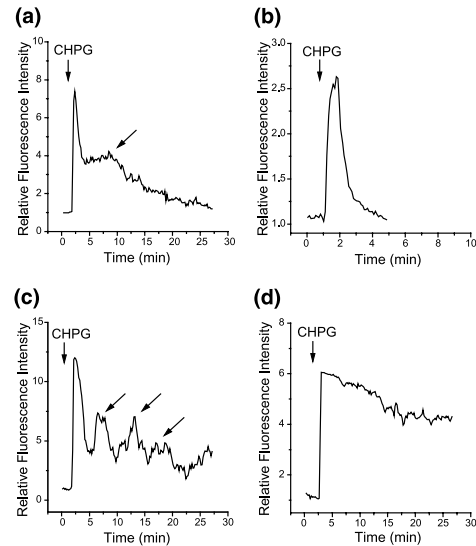 (a)
CHPG
Relative Fluorescence Intensity
10
8
6
4
2
0
0 5 10 15 20 25 30
Time (min)
(b)
CHPG
Relative Fluorescence Intensity
3.0
2.5
2.0
1.5
1.0
0 2 4 6 8 10
Time (min)
(c)
CHPG
Relative Fluorescence Intensity
15
10
5
0
0 5 10 15 20 25 30
Time (min)
(d)
CHPG
Relative Fluorescence Intensity
8
6
4
2
1
0 5 10 15 20 25 30
Time (min)